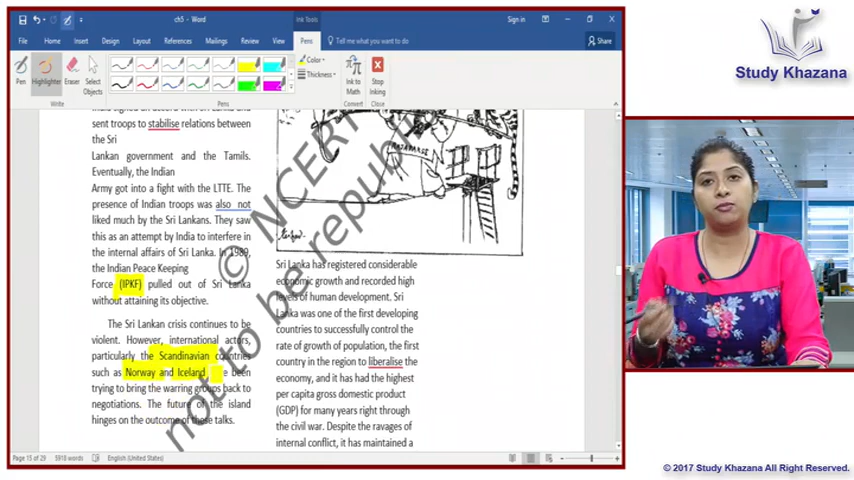 ch5 - Word
Ink Tools
Sign in
File
Home
Insert
Design
Layout
References
Mailings
Review
View
Pens
Tell me what you want to do
Share
Pen
Highlighter
Eraser
Select
Objects
Color
Thickness
Ink to
Math
Stop
Inking
Write
Pens
Convert
sent troops to stabilise relations between
the Sri
Lankan government and the Tamils.
Eventually, the Indian
Army got into a fight with the LTTE. The
presence of Indian troops was also not
liked much by the Sri Lankans. They saw
this as an attempt by India to interfere in
the internal affairs of Sri Lanka. In 1989,
the Indian Peace Keeping
Force (IPKF) pulled out of Sri Lanka
without attaining its objective.
The Sri Lankan crisis continues to be
violent. However, international actors,
particularly the Scandinavian countries
such as Norway and Iceland e been
trying to bring the warring groups back to
negotiations. The future of the island
hinges on the outcome of these talks.
RAJAPAKSE
Sri Lanka has registered considerable
economic growth and recorded high
levels of human development. Sri
Lanka was one of the first developing
countries to successfully control the
rate of growth of population, the first
country in the region to liberalise the
economy, and it has had the highest
per capita gross domestic product
(GDP) for many years right through
the civil war. Despite the ravages of
internal conflict, it has maintained a
© NCERT
not to be republi
Page 15 of 29
5918 words
English (United States)
Study Khazana
© 2017 Study Khazana All Right Reserved.